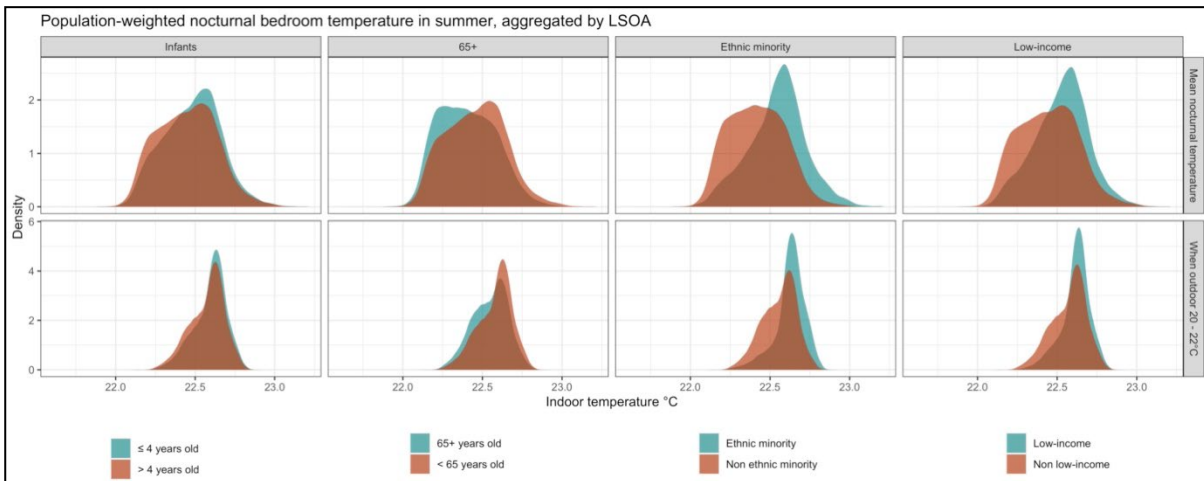 Population-weighted nocturnal bedroom temperature in summer, aggregated by LSOA
Infants
65+
Ethnic minority
Low-income
Mean nocturnal temperature
When outdoor 20 - 22°C
Density
2
1
0
6
4
2
0
22.0 22.5 23.0
22.0 22.5 23.0
22.0 22.5 23.0
22.0 22.5 23.0
Indoor temperature °C
≤ 4 years old
> 4 years old
65+ years old
< 65 years old
Ethnic minority
Non ethnic minority
Low-income
Non low-income